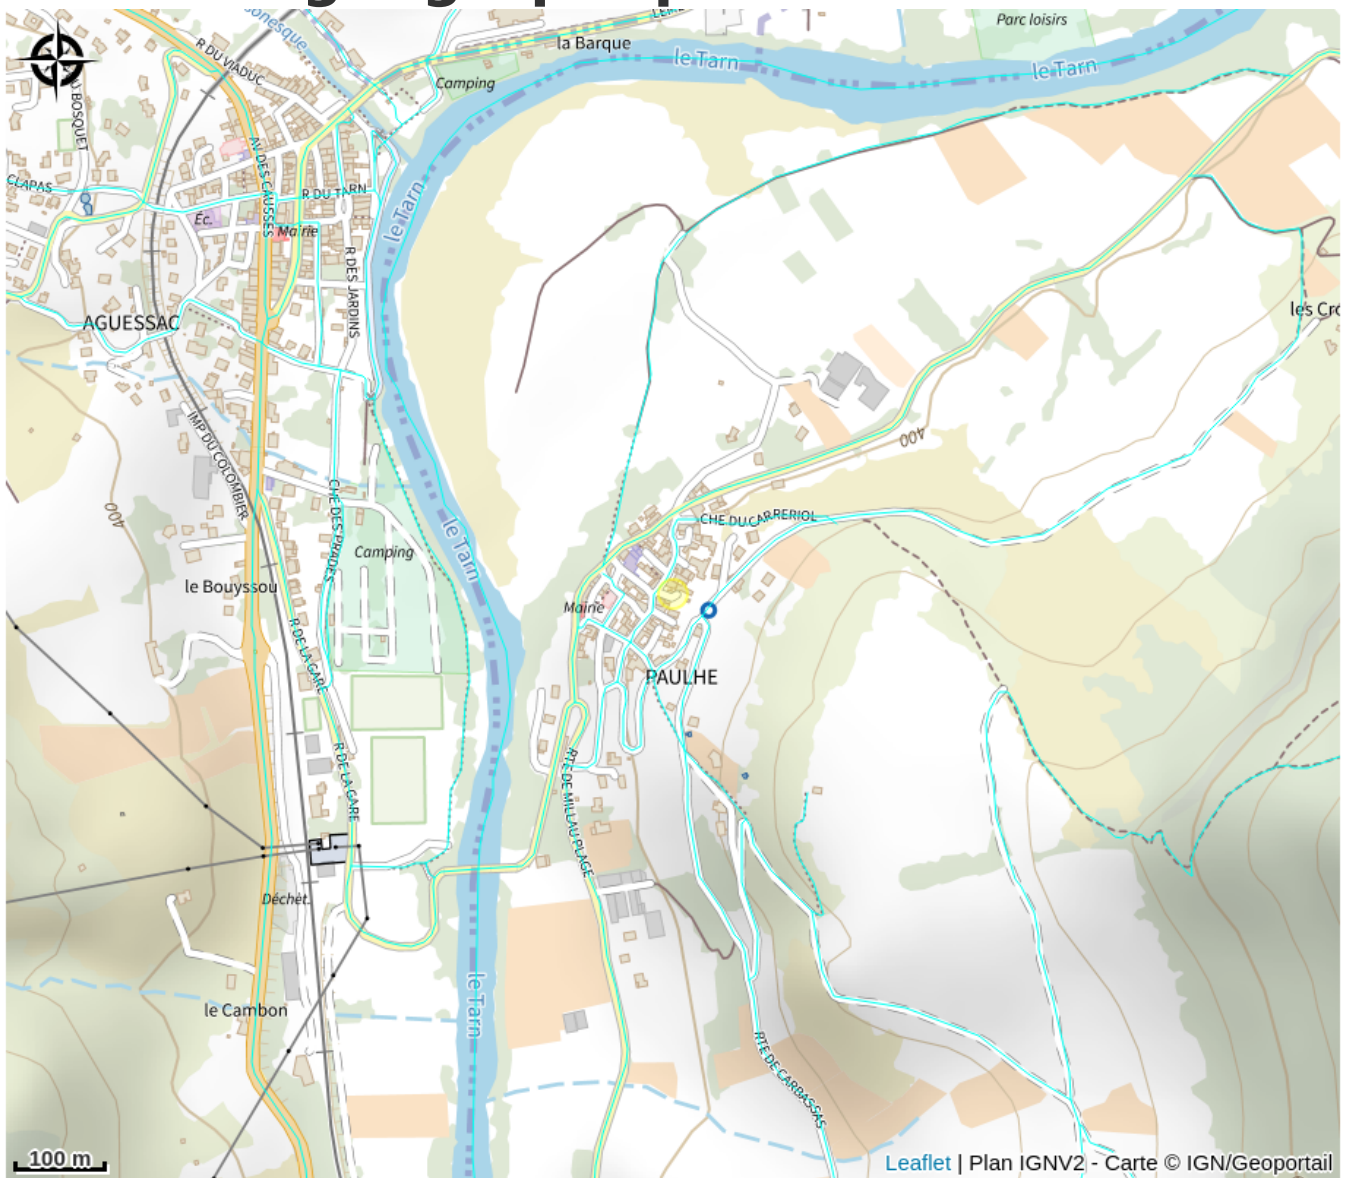 Parc loisirs
la Barque
R DU VIADUC
le Tarn
le Tarn
Camping
BOSQUET
AV DES CAUSSES
CLAPAS
R DU TARN
le Tarn
Éc.
Mairie
R DES JARDINS
AGUESSAC
les Cro
IMP DU COLOMBIER
400
400
CHE DES PRADES
CHE DU CARRERIOL
le Tarn
Camping
le Bouyssou
Mairie
R DE LA GARE
PAULHE
R DE LA GARE
RTE DE MILLAU PLAGE
Déchèt.
le Tarn
le Cambon
RTE DE CARBASSAS
100 m
Leaflet | Plan IGNV2 - Carte © IGN/Geoportail